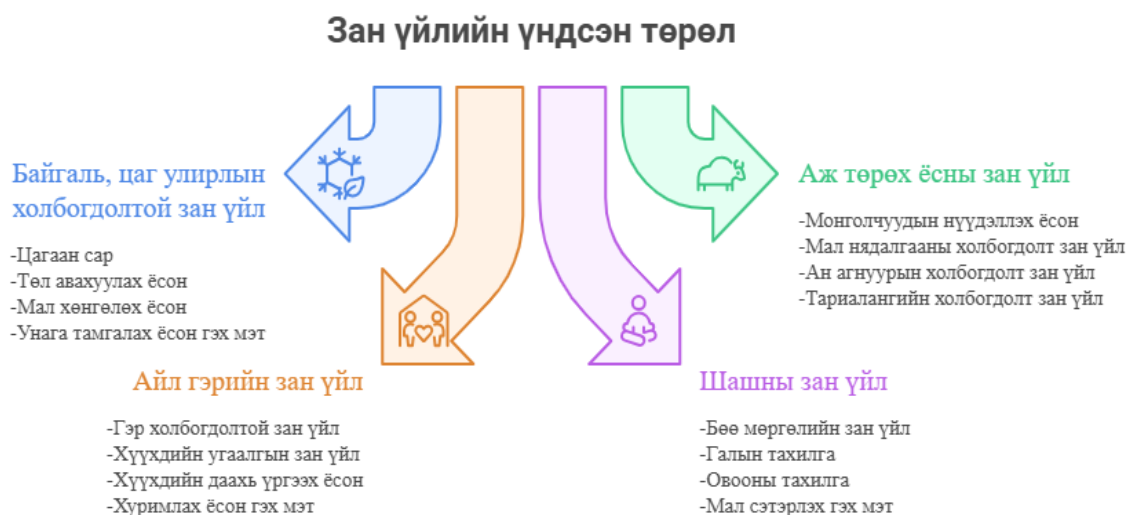 Зан үйлийн үндсэн төрөл
Байгаль, цаг улирлын
холбогдолтой зан үйл
-Цагаан сар
-Төл авахуулах ёсон
-Мал хөнгөлөх ёсон
-Унага тамгалах ёсон гэх мэт
Айл гэрийн зан үйл
-Гэр холбогдолтой зан үйл
-Хүүхдийн угаалгын зан үйл
-Хүүхдийн даахь үргээх ёсон
-Хуримлах ёсон гэх мэт
Шашны зан үйл
-Бөө мөргөлийн зан үйл
-Галын тахилга
-Овооны тахилга
-Мал сэтэрлэх гэх мэт
Аж төрөх ёсны зан үйл
-Монголчуудын нүүдэллэх ёсон
-Мал нядалгааны холбогдолт зан үйл
-Ан агнуурын холбогдолт зан үйл
-Тариалангийн холбогдолт зан үйл